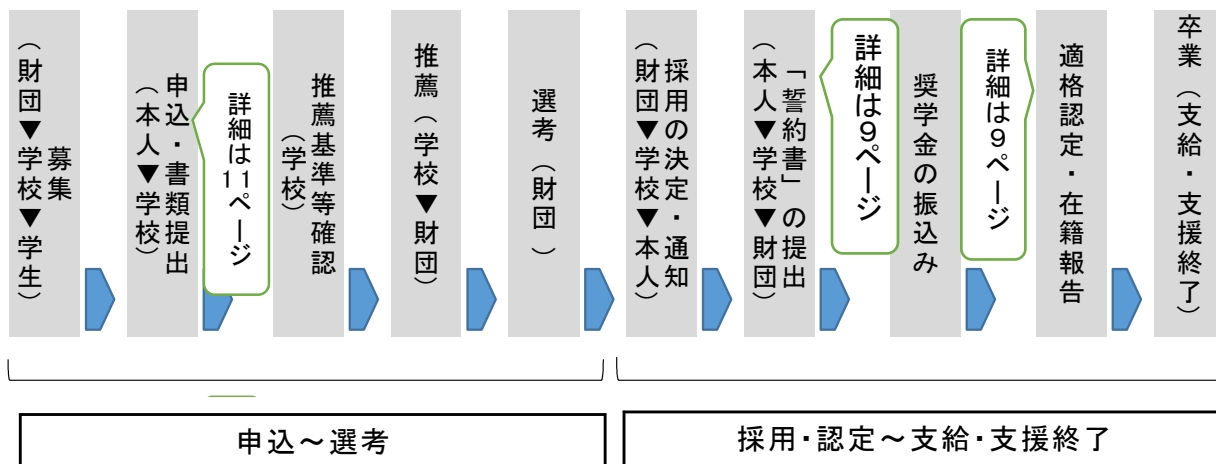 募集
（財団▼学校▼学生）
申込・書類提出
（本人▼学校）
詳細は11ページ
推薦基準等確認
（学校）
推薦（学校▼財団）
選考（財団）
採用の決定・通知
（財団▼学校▼本人）
「誓約書」の提出
（本人▼学校▼財団）
詳細は９ページ
奨学金の振込み
詳細は９ページ
適格認定・在籍報告
卒業（支給・支援終了）
申込～選考
採用・認定～支給・支援終了